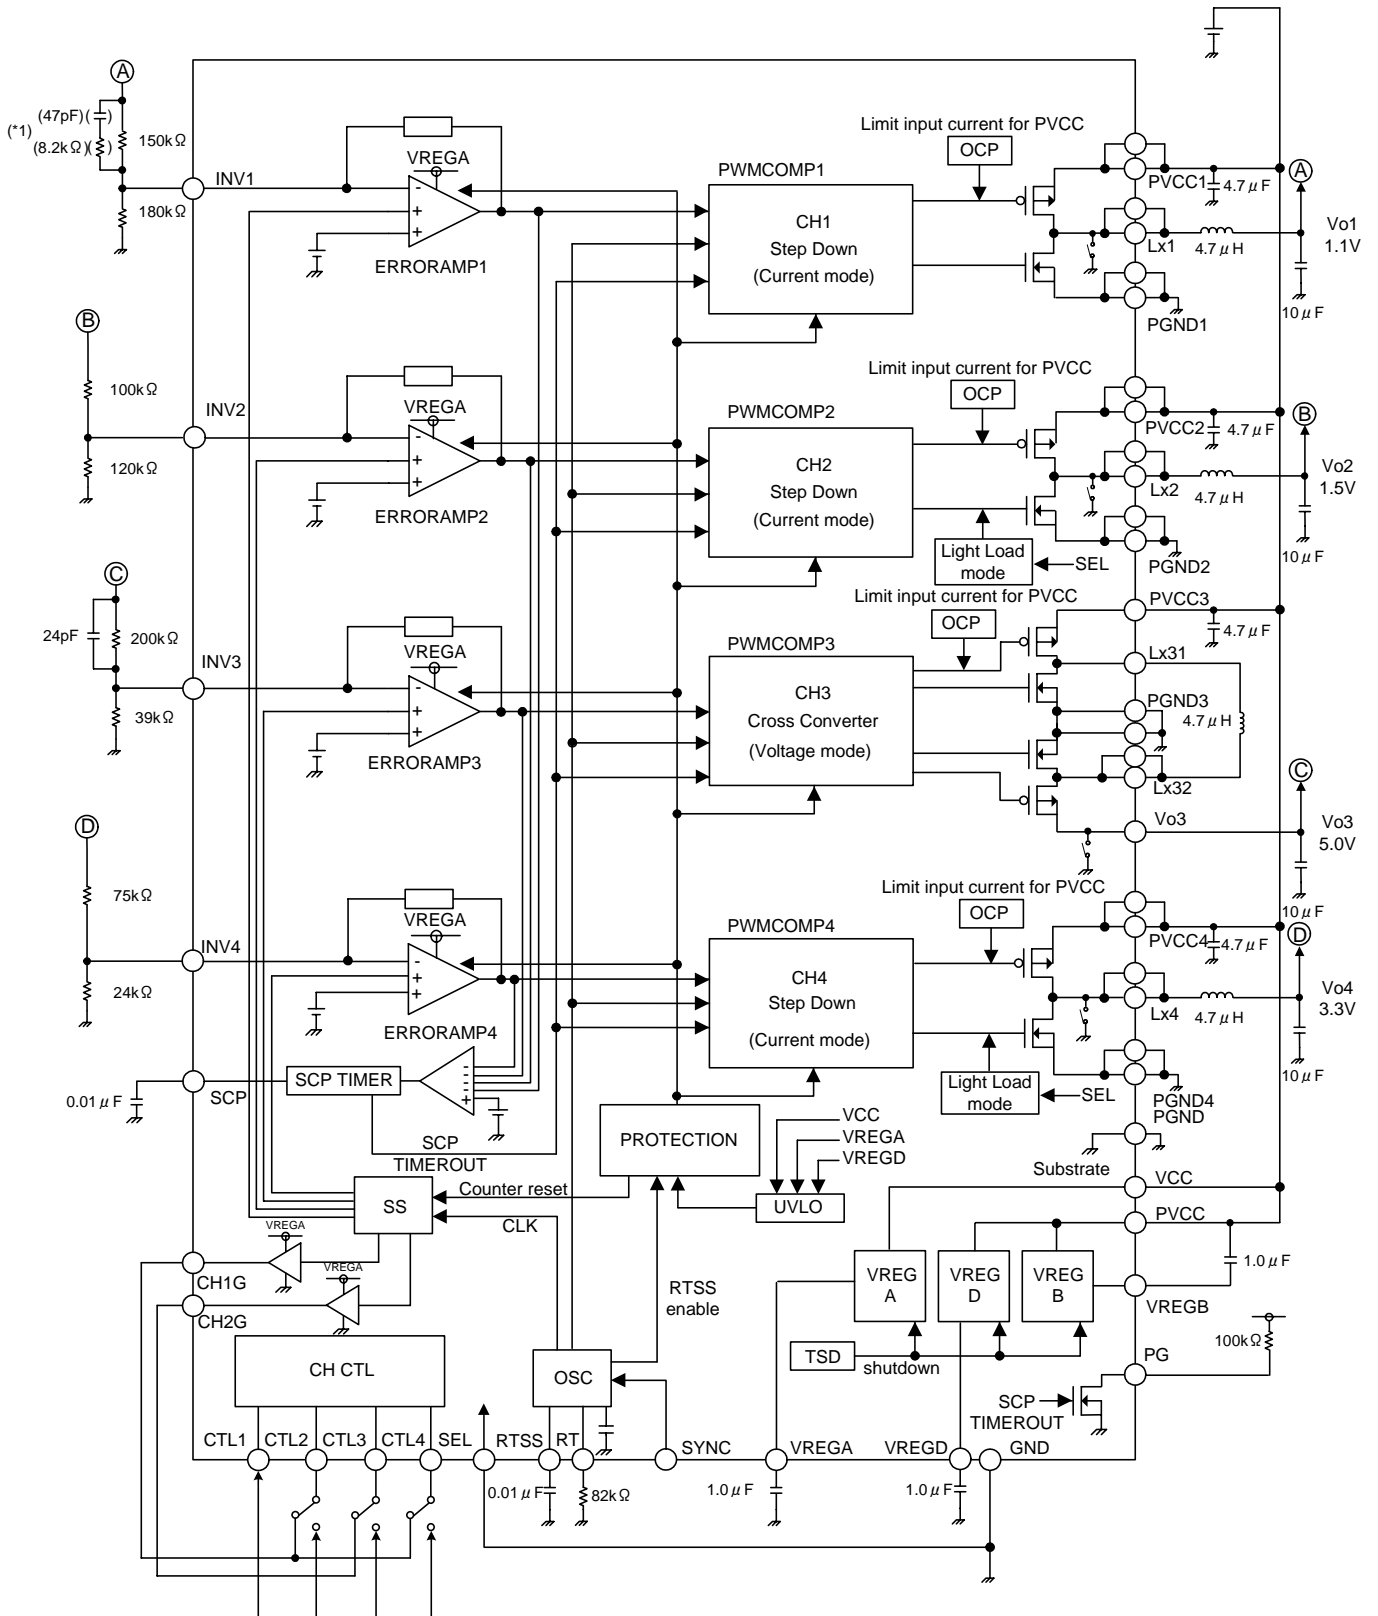 A
(47pF)( )
(*1)
(8.2kΩ)( )
150kΩ
180kΩ
INV1
VREGA
-
+
+
ERRORAMP1
PWMCOMP1
CH1
Step Down
(Current mode)
Limit input current for PVCC
OCP
PVCC1
4.7μF
A
Lx1
4.7μH
Vo1
1.1V
10μF
PGND1
B
100kΩ
120kΩ
INV2
VREGA
-
+
+
ERRORAMP2
PWMCOMP2
CH2
Step Down
(Current mode)
Limit input current for PVCC
OCP
PVCC2
4.7μF
B
Lx2
4.7μH
Vo2
1.5V
10μF
PGND2
Light Load
mode
SEL
C
24pF
200kΩ
39kΩ
INV3
VREGA
-
+
+
ERRORAMP3
PWMCOMP3
CH3
Cross Converter
(Voltage mode)
Limit input current for PVCC
OCP
PVCC3
4.7μF
Lx31
PGND3
4.7μH
Lx32
C
Vo3
Vo3
5.0V
10μF
D
75kΩ
24kΩ
INV4
VREGA
-
+
+
ERRORAMP4
PWMCOMP4
CH4
Step Down
(Current mode)
Limit input current for PVCC
OCP
PVCC4
4.7μF
D
Lx4
4.7μH
Vo4
3.3V
10μF
PGND4
PGND
Light Load
mode
SEL
0.01μF
SCP
SCP TIMER
-
-
-
-
+
SCP
TIMEROUT
PROTECTION
VCC
VREGA
VREGD
UVLO
Substrate
VCC
PVCC
1.0μF
VREGB
SS
Counter reset
CLK
VREGA
CH1G
VREGA
CH2G
RTSS
enable
VREG
A
VREG
D
VREG
B
TSD
shutdown
100kΩ
PG
SCP
TIMEROUT
CH CTL
OSC
CTL1
CTL2
CTL3
CTL4
SEL
RTSS
RT
SYNC
VREGA
VREGD
GND
0.01μF
82kΩ
1.0μF
1.0μF